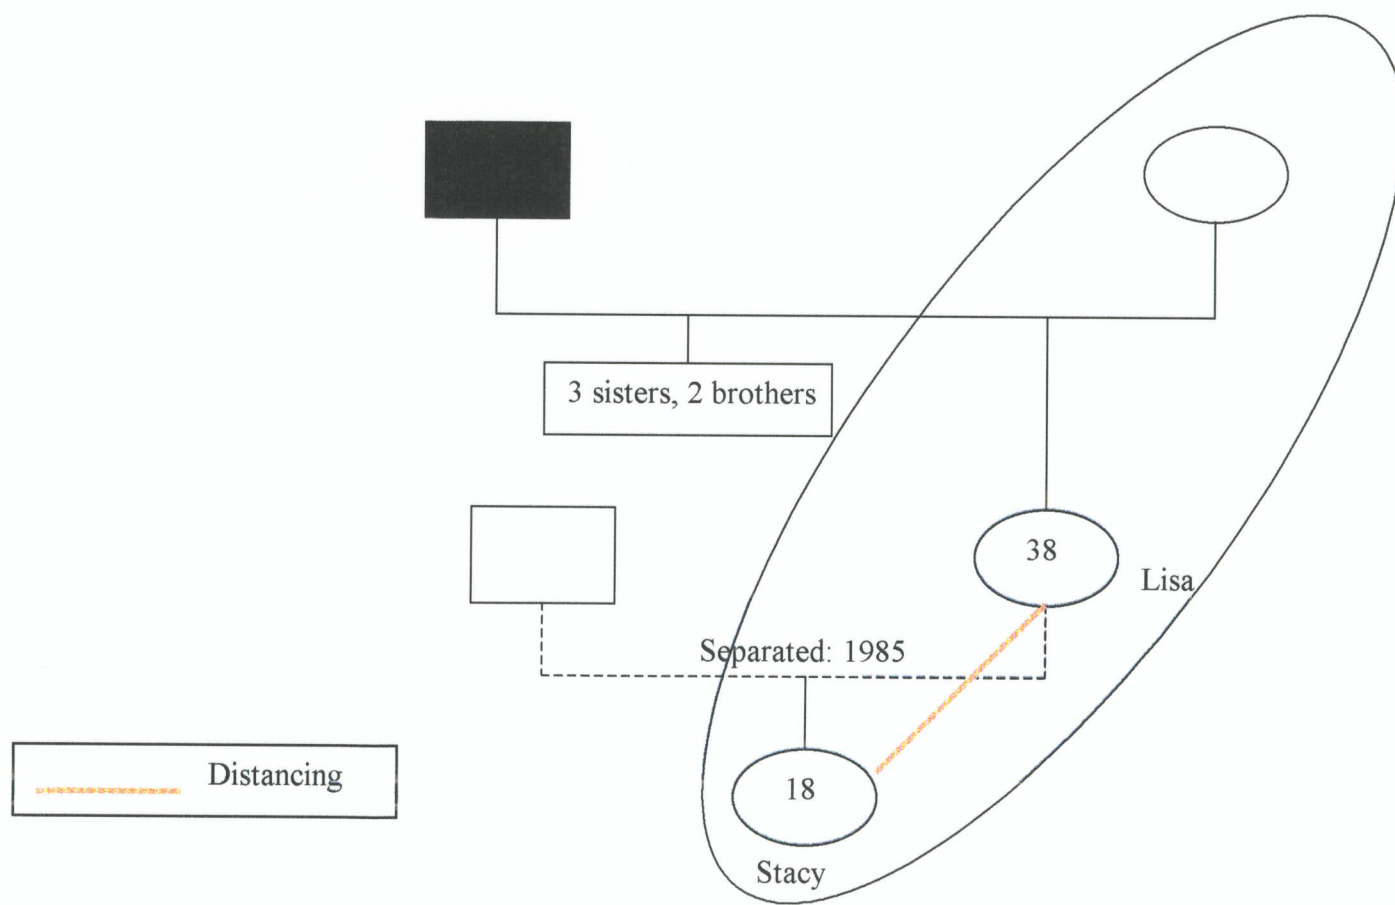 3 sisters, 2 brothers
38
Lisa
Separated: 1985
Distancing
18
Stacy